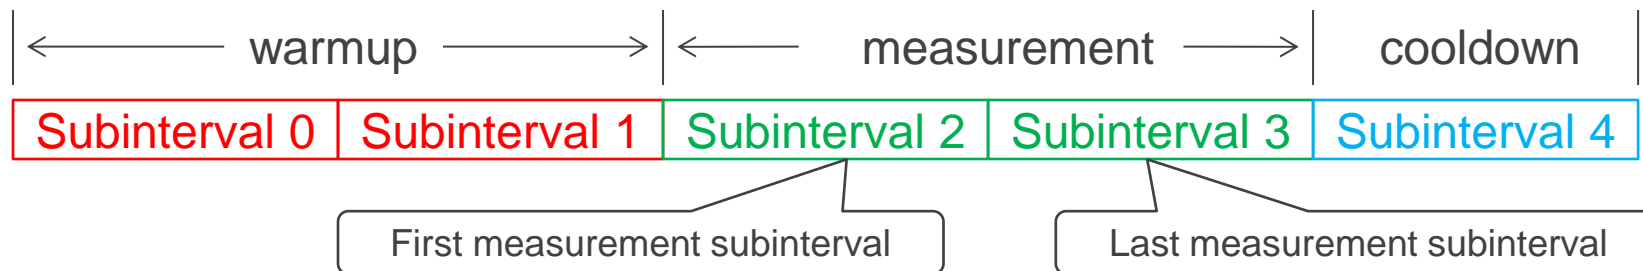 warmup measurement cooldown
Subinterval 0 Subinterval 1 Subinterval 2 Subinterval 3 Subinterval 4
First measurement subinterval Last measurement subinterval